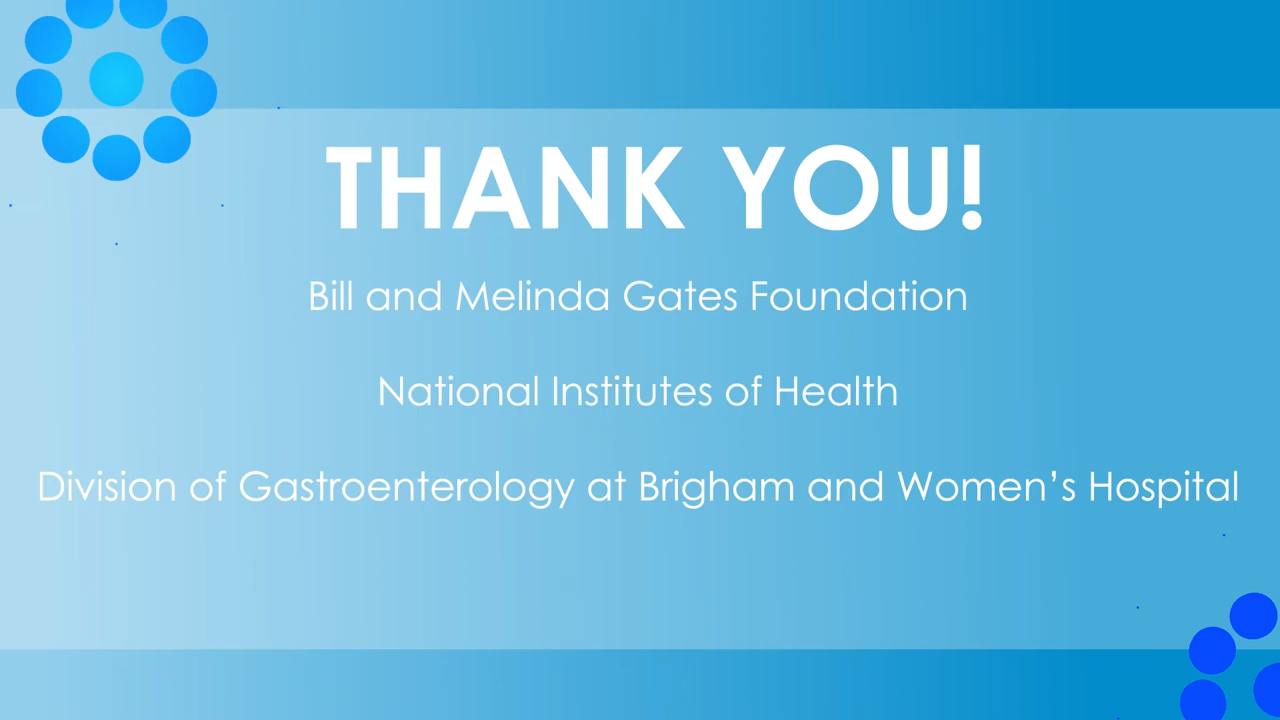 THANK YOU!
Bill and Melinda Gates Foundation
National Institutes of Health
Division of Gastroenterology at Brigham and Women’s Hospital